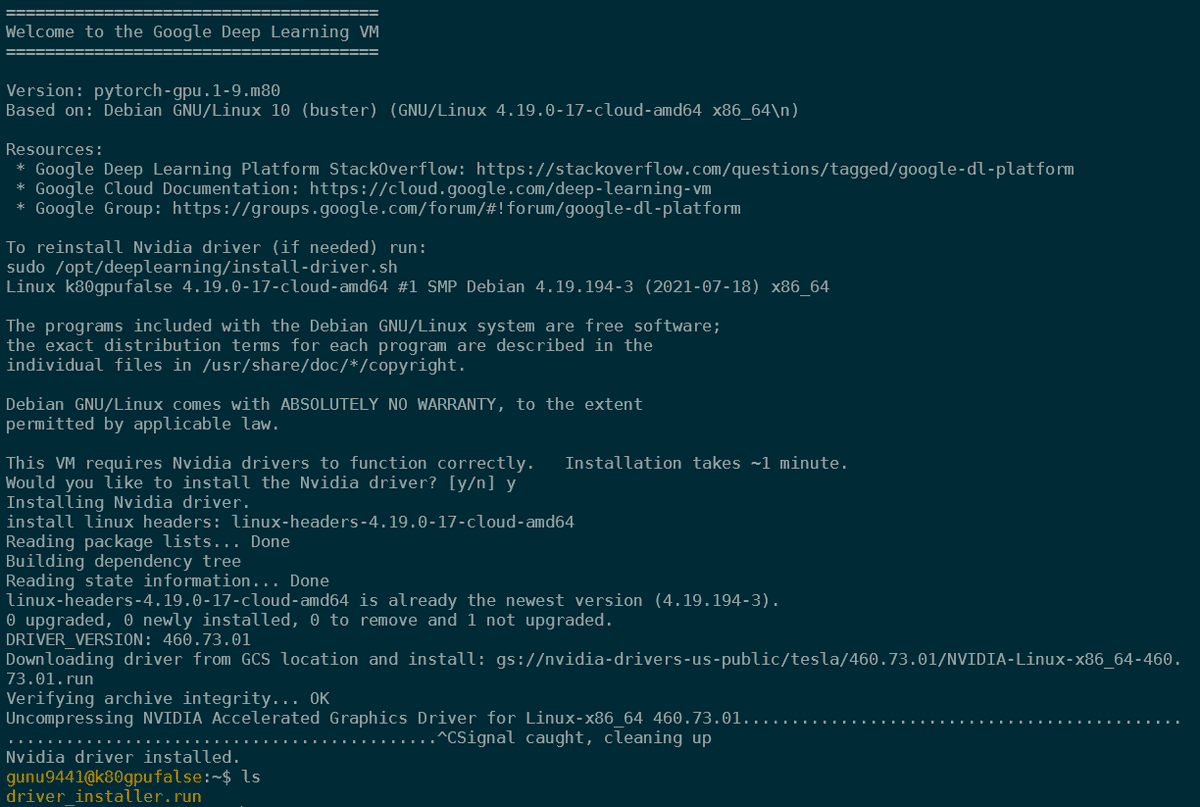 ======================================
Welcome to the Google Deep Learning VM
======================================
Version: pytorch-gpu.1-9.m80
Based on: Debian GNU/Linux 10 (buster) (GNU/Linux 4.19.0-17-cloud-amd64 x86_64\n)
Resources:
 * Google Deep Learning Platform StackOverflow: https://stackoverflow.com/questions/tagged/google-dl-platform
 * Google Cloud Documentation: https://cloud.google.com/deep-learning-vm
 * Google Group: https://groups.google.com/forum/#!forum/google-dl-platform
To reinstall Nvidia driver (if needed) run:
sudo /opt/deeplearning/install-driver.sh
Linux k80gpufalse 4.19.0-17-cloud-amd64 #1 SMP Debian 4.19.194-3 (2021-07-18) x86_64
The programs included with the Debian GNU/Linux system are free software;
the exact distribution terms for each program are described in the
individual files in /usr/share/doc/*/copyright.
Debian GNU/Linux comes with ABSOLUTELY NO WARRANTY, to the extent
permitted by applicable law.
This VM requires Nvidia drivers to function correctly.   Installation takes ~1 minute.
Would you like to install the Nvidia driver? [y/n] y
Installing Nvidia driver.
install linux headers: linux-headers-4.19.0-17-cloud-amd64
Reading package lists... Done
Building dependency tree
Reading state information... Done
linux-headers-4.19.0-17-cloud-amd64 is already the newest version (4.19.194-3).
0 upgraded, 0 newly installed, 0 to remove and 1 not upgraded.
DRIVER_VERSION: 460.73.01
Downloading driver from GCS location and install: gs://nvidia-drivers-us-public/tesla/460.73.01/NVIDIA-Linux-x86_64-460.
73.01.run
Verifying archive integrity... OK
Uncompressing NVIDIA Accelerated Graphics Driver for Linux-x86_64 460.73.01.............................................
............................................^CSignal caught, cleaning up
Nvidia driver installed.
gunu9441@k80gpufalse:~$ ls
driver_installer.run